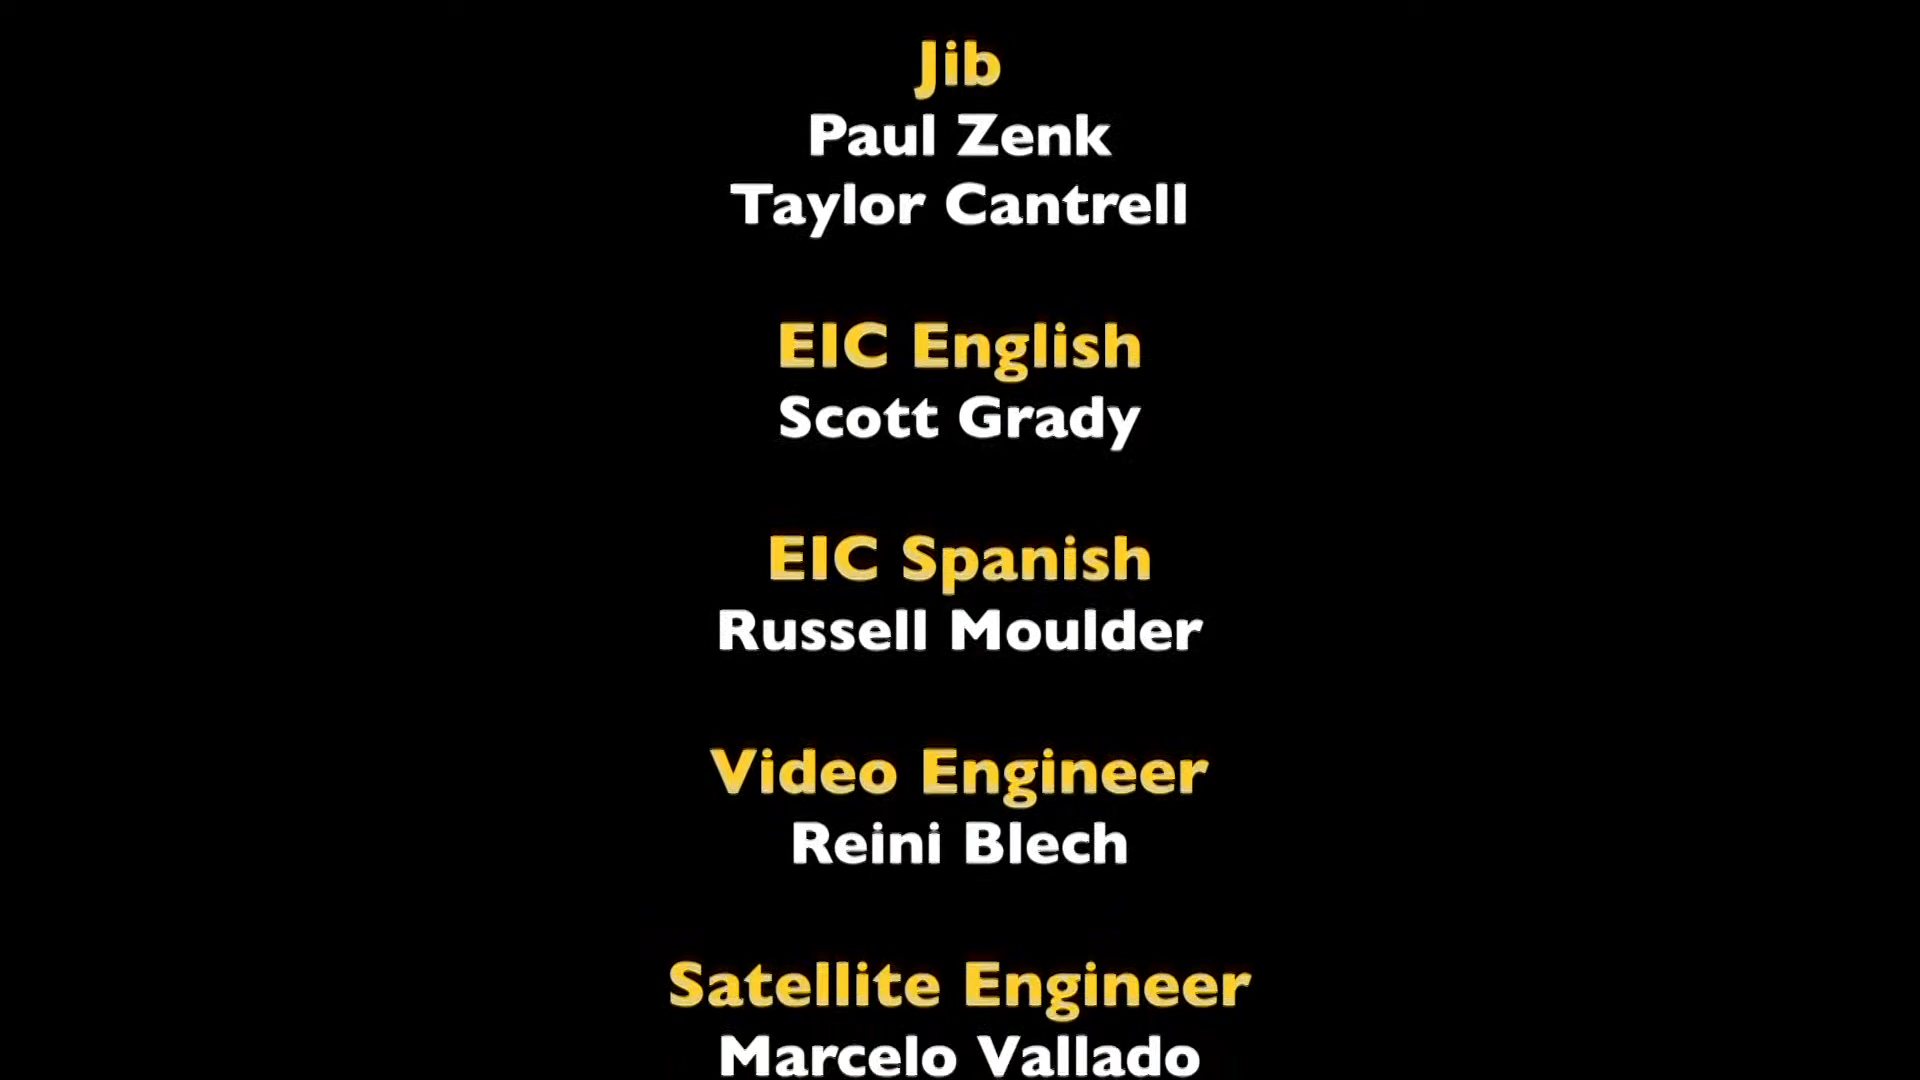 Jib
Paul Zenk
Taylor Cantrell
EIC English
Scott Grady
EIC Spanish
Russell Moulder
Video Engineer
Reini Blech
Satellite Engineer
Marcelo Vallado